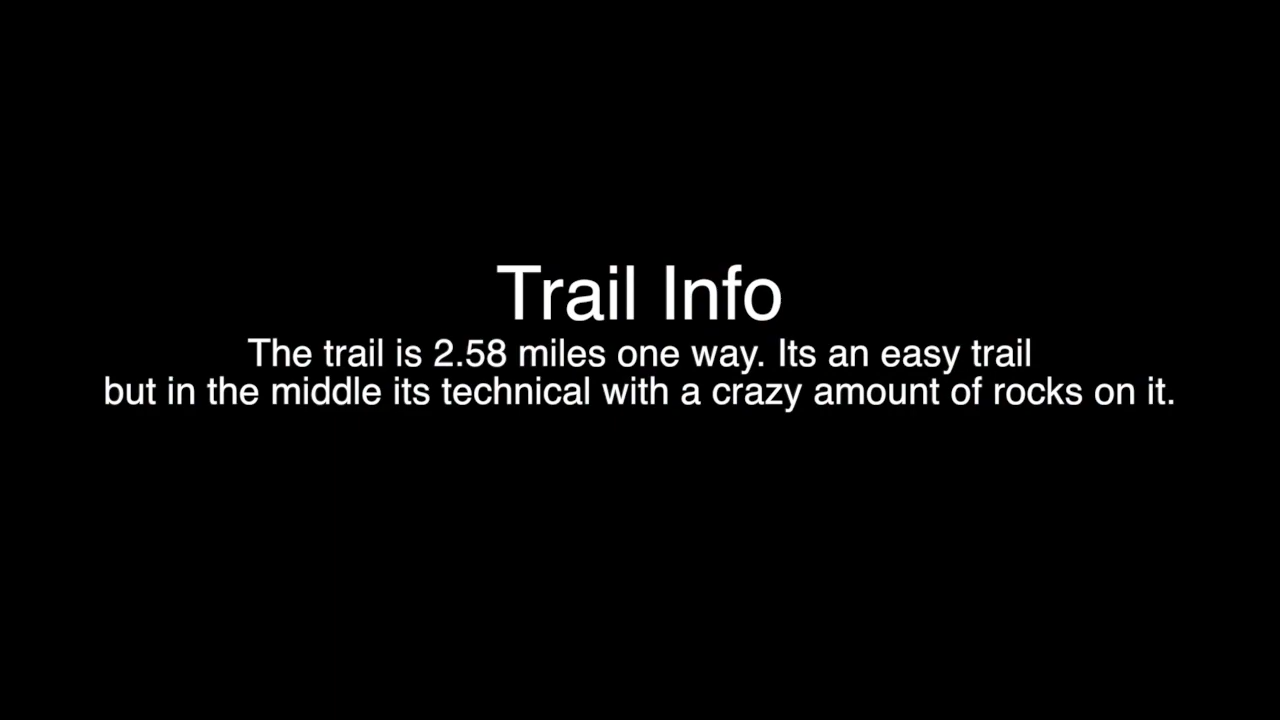 Trail Info
The trail is 2.58 miles one way. Its an easy trail
but in the middle its technical with a crazy amount of rocks on it.